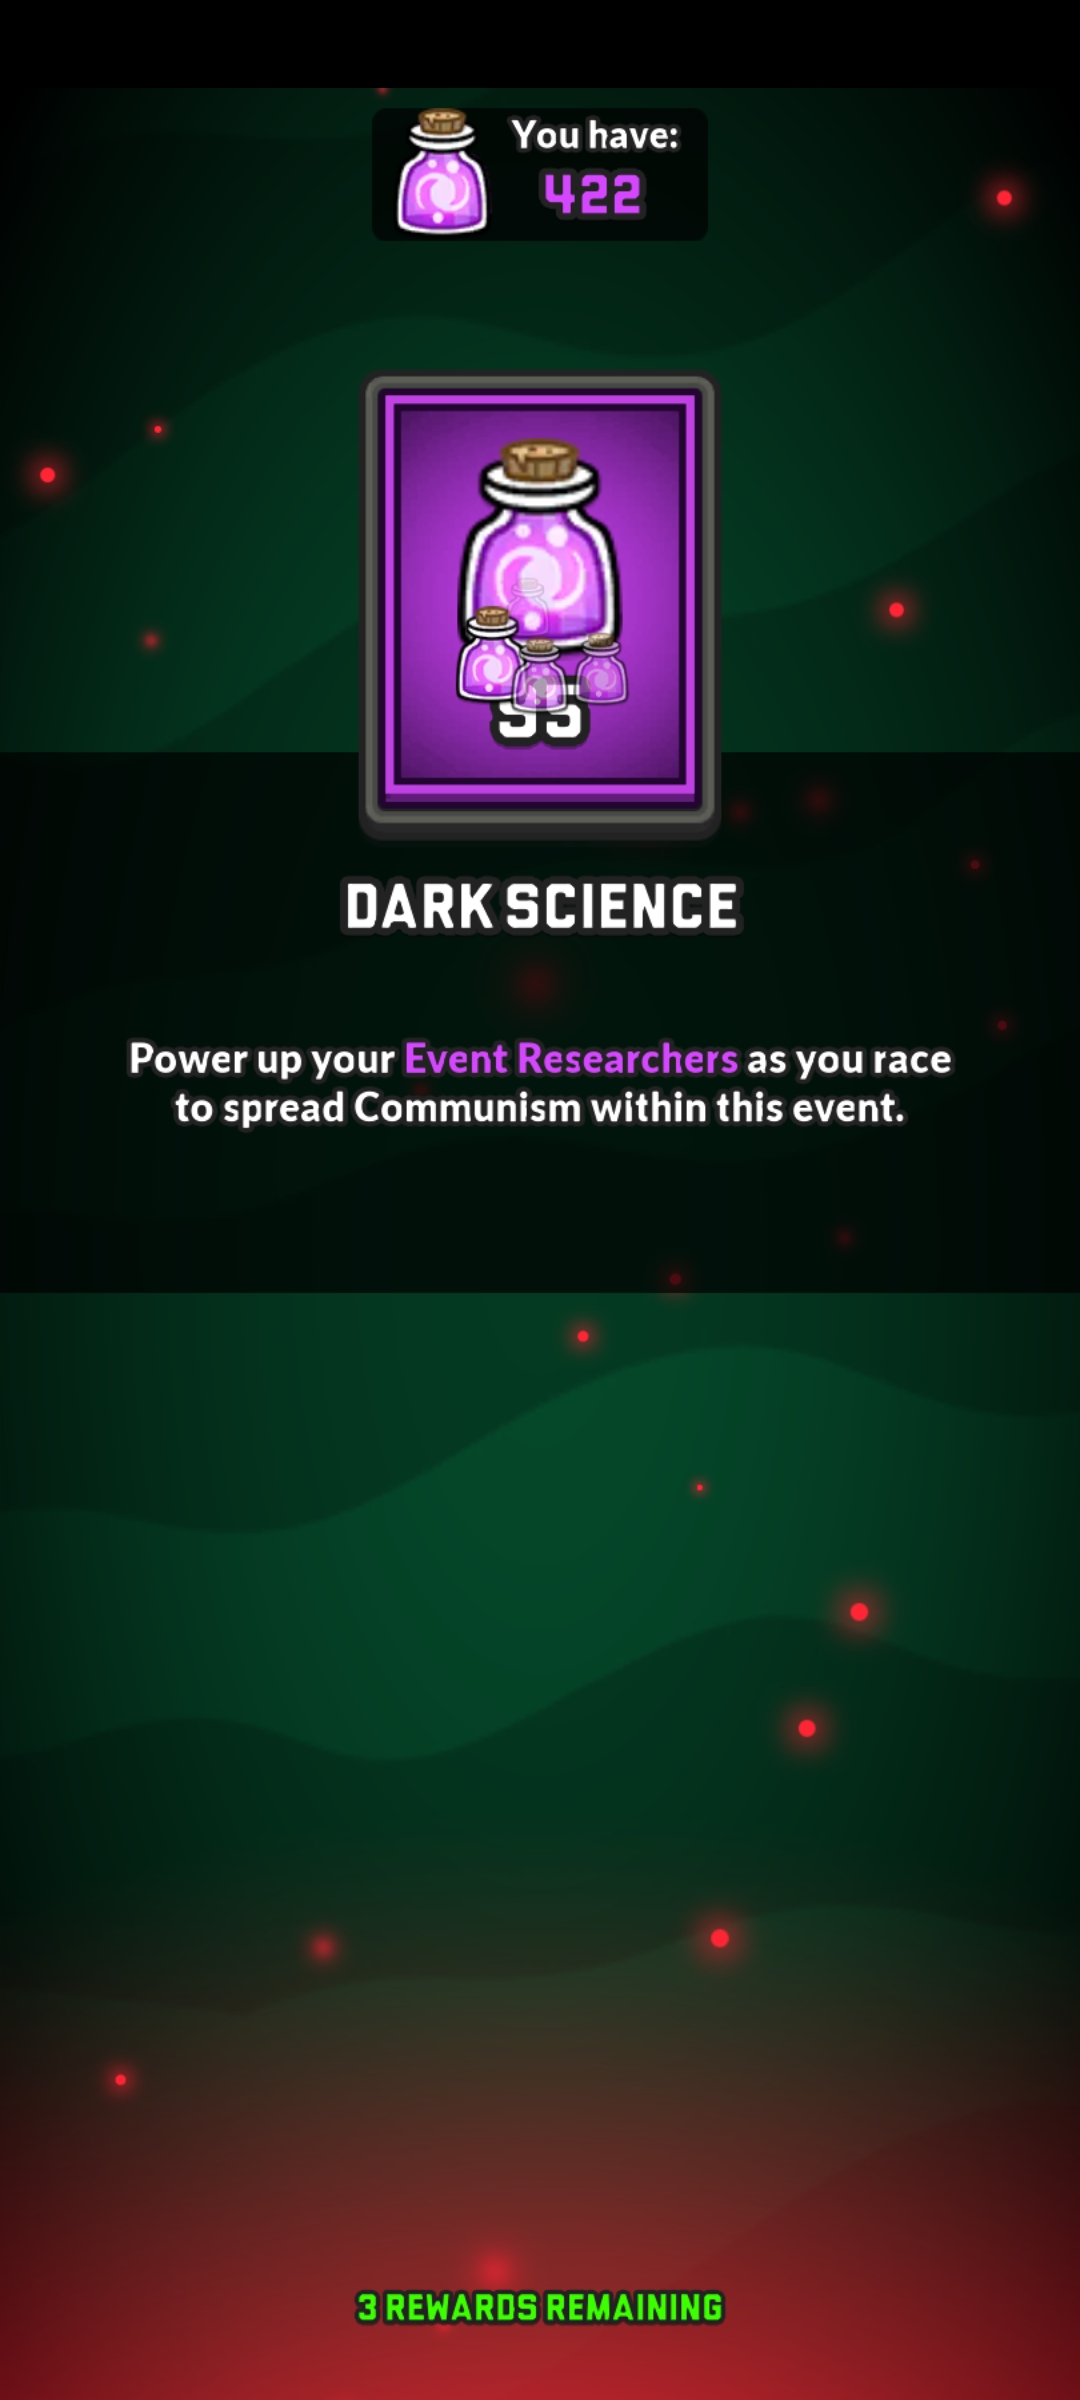 You have:
422
DARK SCIENCE
Power up your Event Researchers as you race
to spread Communism within this event.
3 REWARDS REMAINING